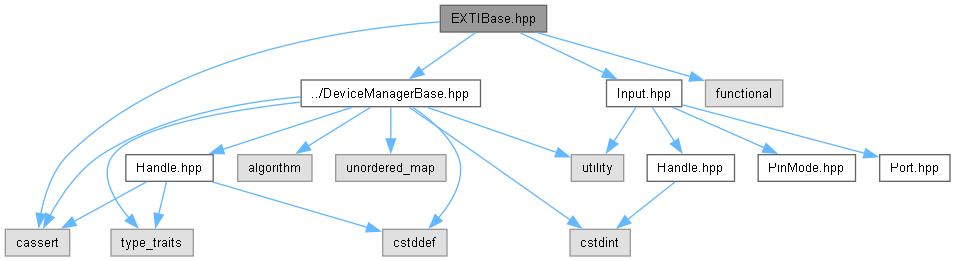 EXTIBase.hpp
../DeviceManagerBase.hpp
Input.hpp
functional
Handle.hpp
algorithm
unordered_map
utility
Handle.hpp
PinMode.hpp
Port.hpp
cassert
type_traits
cstddef
cstdint